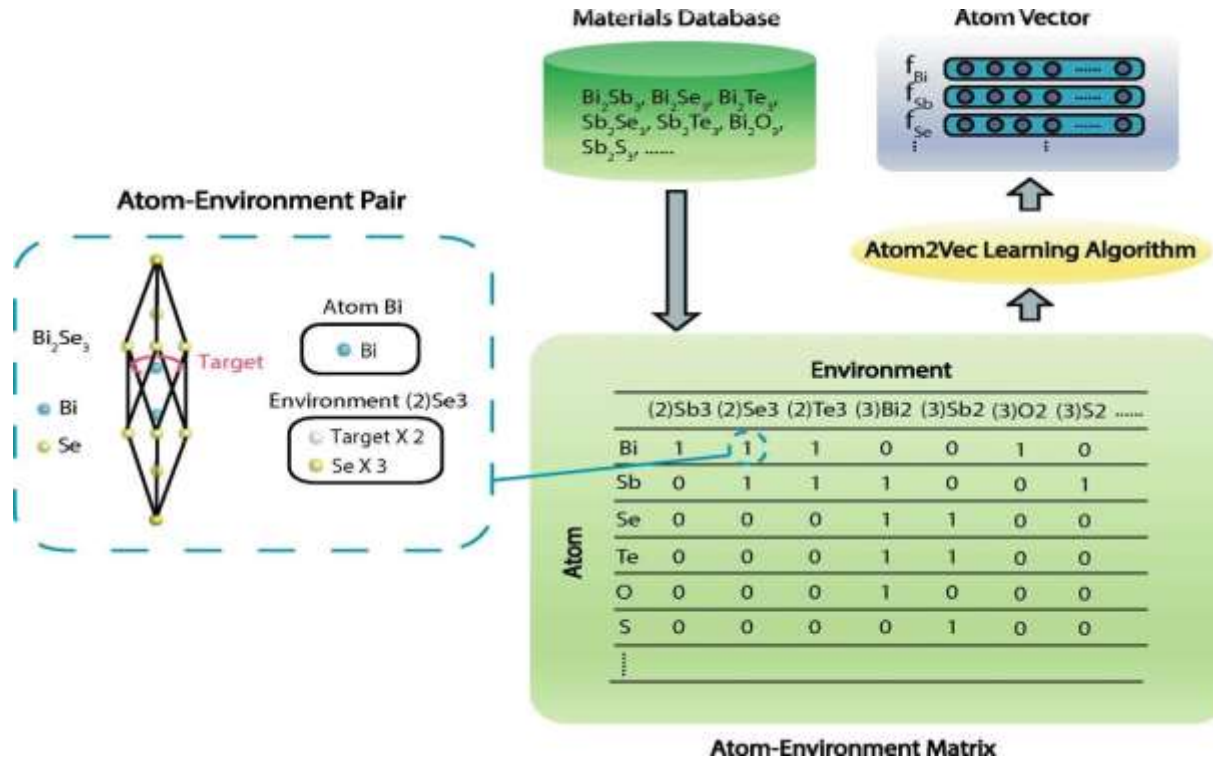 Materials Database
Bi₂Sb₃, Bi₂Se₃, Bi₂Te₃,
Sb₂Se₃, Sb₂Te₃, Bi₂O₃,
Sb₂S₃, ......
Atom Vector
f_Bi ......
f_Sb ......
f_Se ......
Atom2Vec Learning Algorithm
Atom-Environment Pair
Bi₂Se₃
Target
Bi
Se
Atom Bi
Bi
Environment (2)Se3
Target X 2
Se X 3
Environment
(2)Sb3 (2)Se3 (2)Te3 (3)Bi2 (3)Sb2 (3)O2 (3)S2 ......
Atom
Bi 1 1 1 0 0 1 0
Sb 0 1 1 1 0 0 1
Se 0 0 0 1 1 0 0
Te 0 0 0 1 1 0 0
O 0 0 0 1 0 0 0
S 0 0 0 0 1 0 0
Atom-Environment Matrix